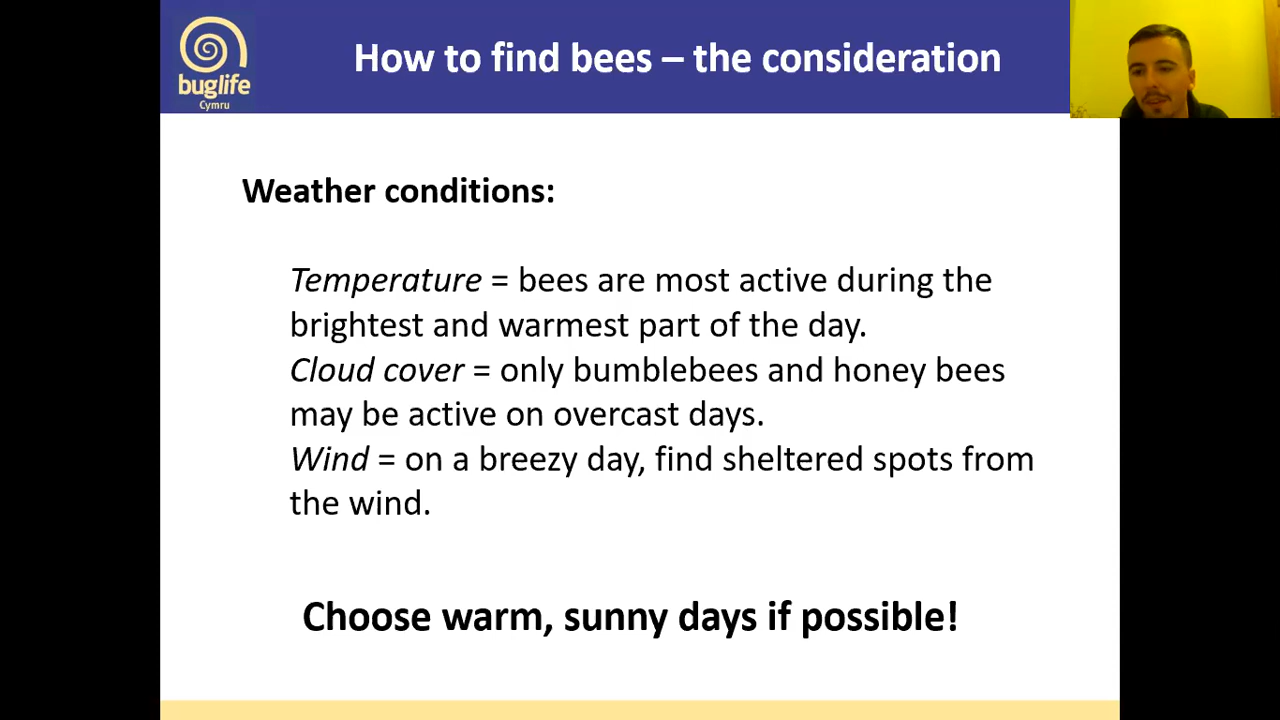 buglife
Cymru
How to find bees – the consideration
Weather conditions:
Temperature = bees are most active during the
brightest and warmest part of the day.
Cloud cover = only bumblebees and honey bees
may be active on overcast days.
Wind = on a breezy day, find sheltered spots from
the wind.
Choose warm, sunny days if possible!